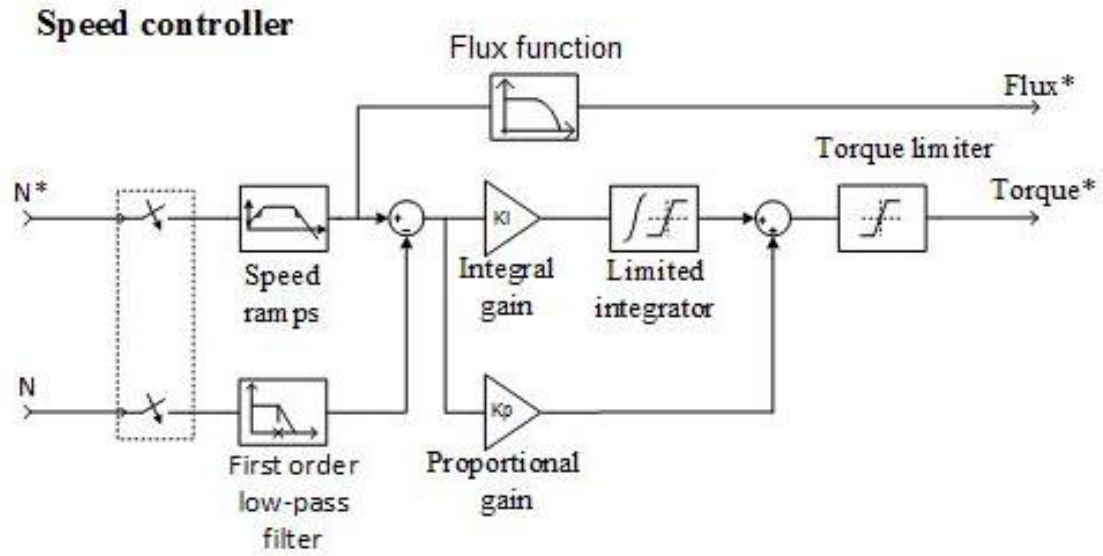 Speed controller
Flux function
Flux*
Torque limiter
N*
Torque*
+
-
KI
+
+
Speed
ramps
Integral
gain
Limited
integrator
N
Kp
First order
low-pass
filter
Proportional
gain